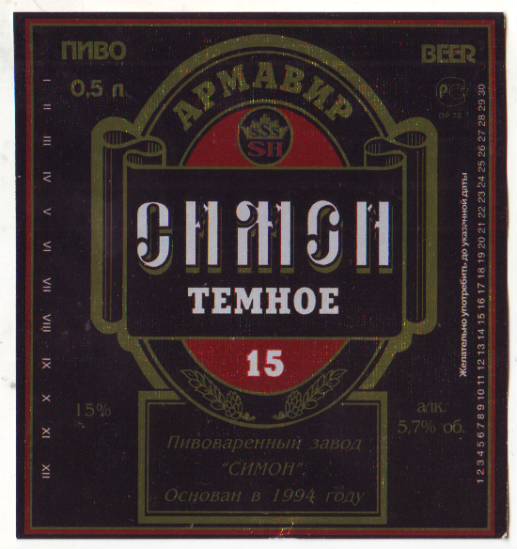 ПИВО
BEER
0,5 л.
АРМАВИР
SSS
SH
СИМОН
ТЕМНОЕ
15
15%
алк.
5,7% об.
Пивоваренный завод
"СИМОН".
Основан в 1994 году
I II III IV V VI VII VIII XI X IX XII
Желательно употребить до указанной даты
1 2 3 4 5 6 7 8 9 10 11 12 13 14 15 16 17 18 19 20 21 22 23 24 25 26 27 28 29 30